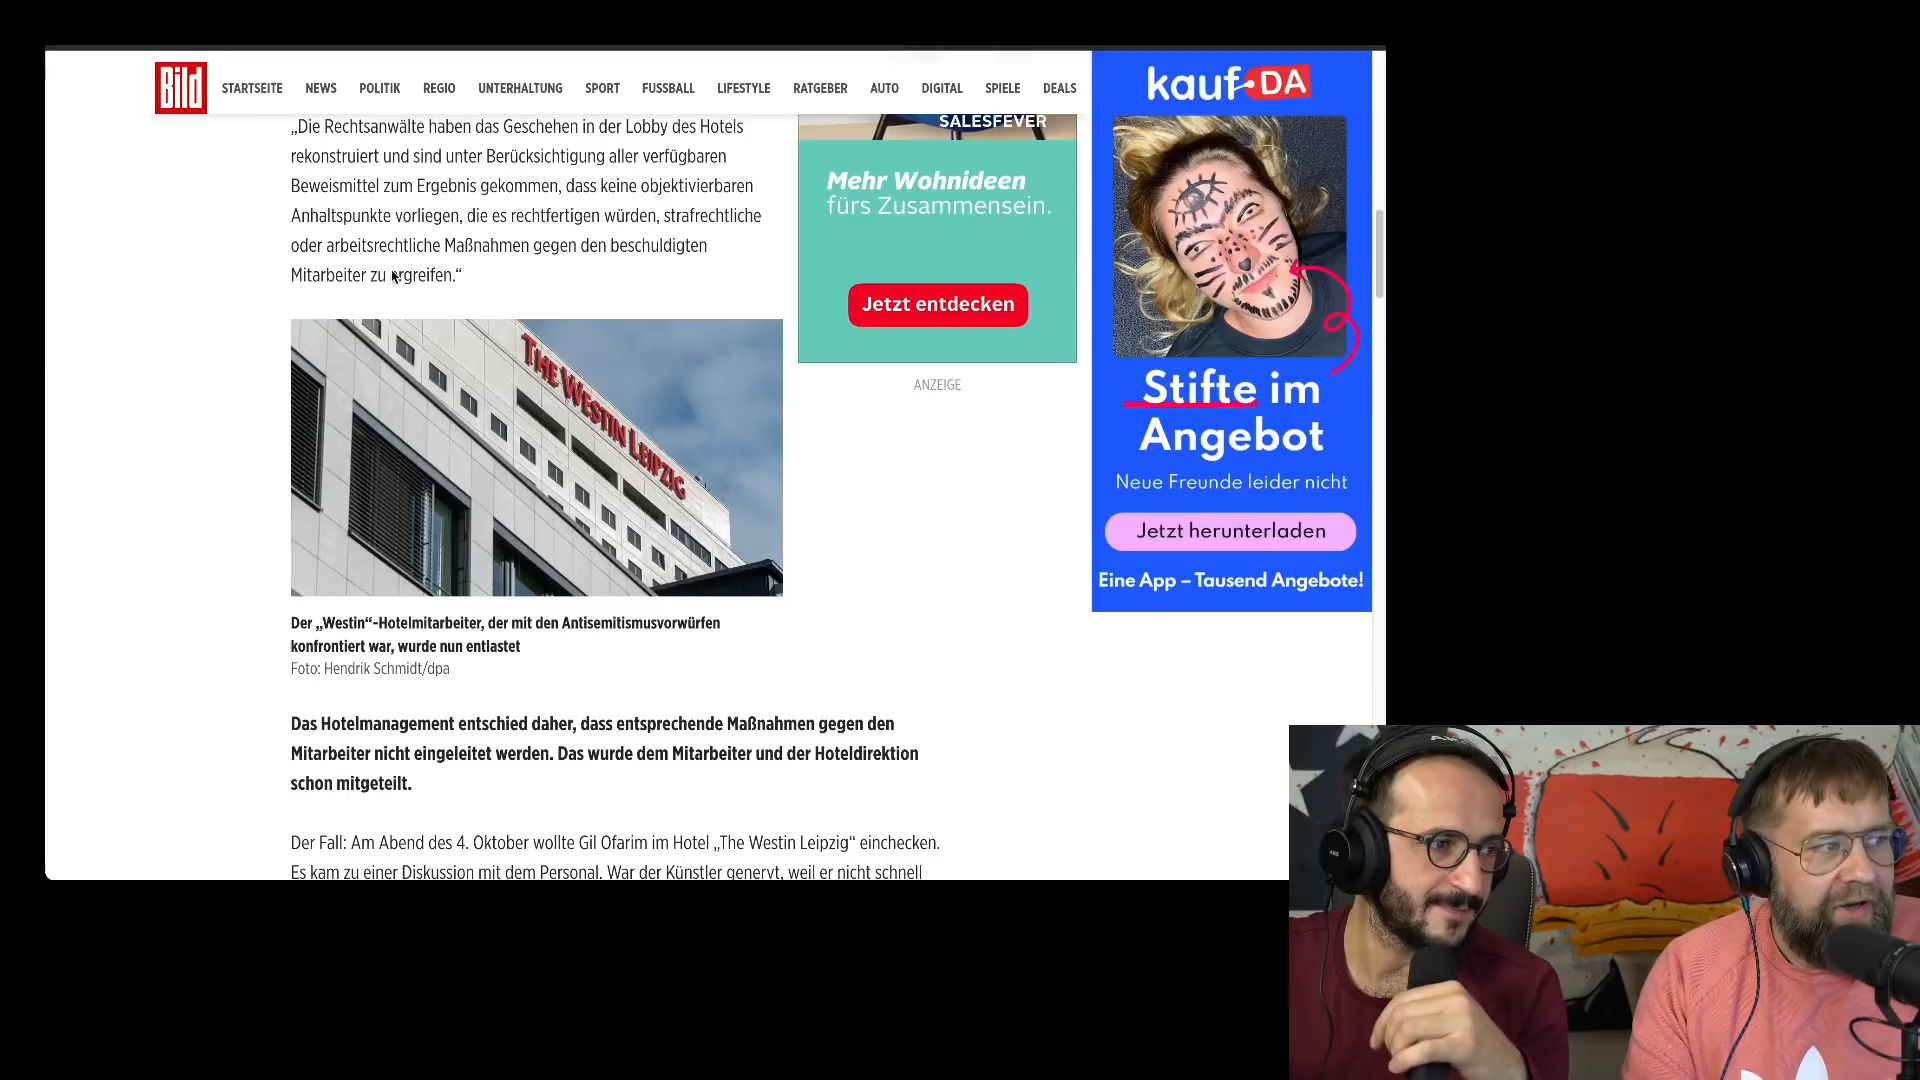 Bild
STARTSEITE NEWS POLITIK REGIO UNTERHALTUNG SPORT FUSSBALL LIFESTYLE RATGEBER AUTO DIGITAL SPIELE DEALS
„Die Rechtsanwälte haben das Geschehen in der Lobby des Hotels
rekonstruiert und sind unter Berücksichtigung aller verfügbaren
Beweismittel zum Ergebnis gekommen, dass keine objektivierbaren
Anhaltspunkte vorliegen, die es rechtfertigen würden, strafrechtliche
oder arbeitsrechtliche Maßnahmen gegen den beschuldigten
Mitarbeiter zu ergreifen.“
THE WESTIN LEIPZIG
Der „Westin“-Hotelmitarbeiter, der mit den Antisemitismusvorwürfen
konfrontiert war, wurde nun entlastet
Foto: Hendrik Schmidt/dpa
Das Hotelmanagement entschied daher, dass entsprechende Maßnahmen gegen den
Mitarbeiter nicht eingeleitet werden. Das wurde dem Mitarbeiter und der Hoteldirektion
schon mitgeteilt.
Der Fall: Am Abend des 4. Oktober wollte Gil Ofarim im Hotel „The Westin Leipzig“ einchecken.
Es kam zu einer Diskussion mit dem Personal. War der Künstler genervt, weil er nicht schnell
SALESFEVER
Mehr Wohnideen
fürs Zusammensein.
Jetzt entdecken
ANZEIGE
kaufDA
Stifte im
Angebot
Neue Freunde leider nicht
Jetzt herunterladen
Eine App – Tausend Angebote!